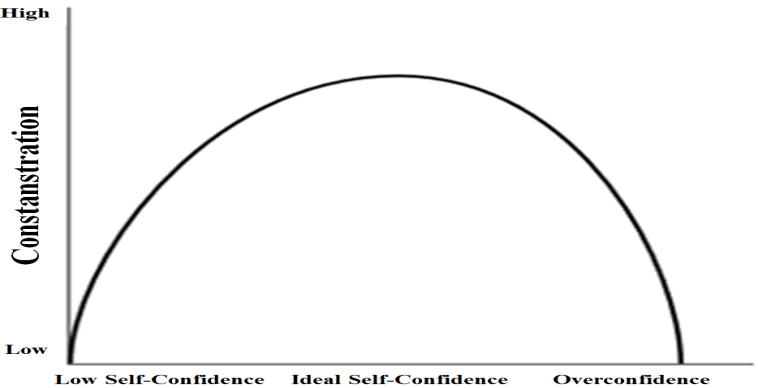 High
Constanstration
Low
Low Self-Confidence Ideal Self-Confidence Overconfidence